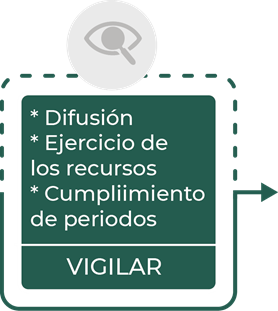 * Difusión
* Ejercicio de
los recursos
* Cumpliimiento
de periodos
VIGILAR